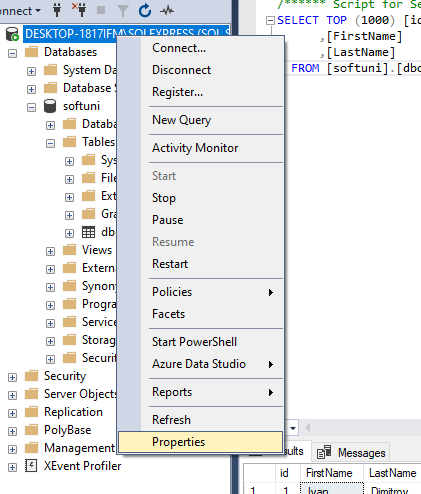 onnect
DESKTOP-1817IFM\SQLEXPRESS (SQL S
Databases
System Da
Database S
softuni
Databa
Tables
Sys
File
Ext
Gra
db
Views
Extern
Synony
Progra
Service
Storag
Securit
Security
Server Objects
Replication
PolyBase
Management
XEvent Profiler
Connect...
Disconnect
Register...
New Query
Activity Monitor
Start
Stop
Pause
Resume
Restart
Policies
Facets
Start PowerShell
Azure Data Studio
Reports
Refresh
Properties
/****** Script for Se
SELECT TOP (1000) [id
,[FirstName]
,[LastName]
FROM [softuni].[dbo
sults
Messages
id FirstName LastName
1 1 Ivan Dimitrov